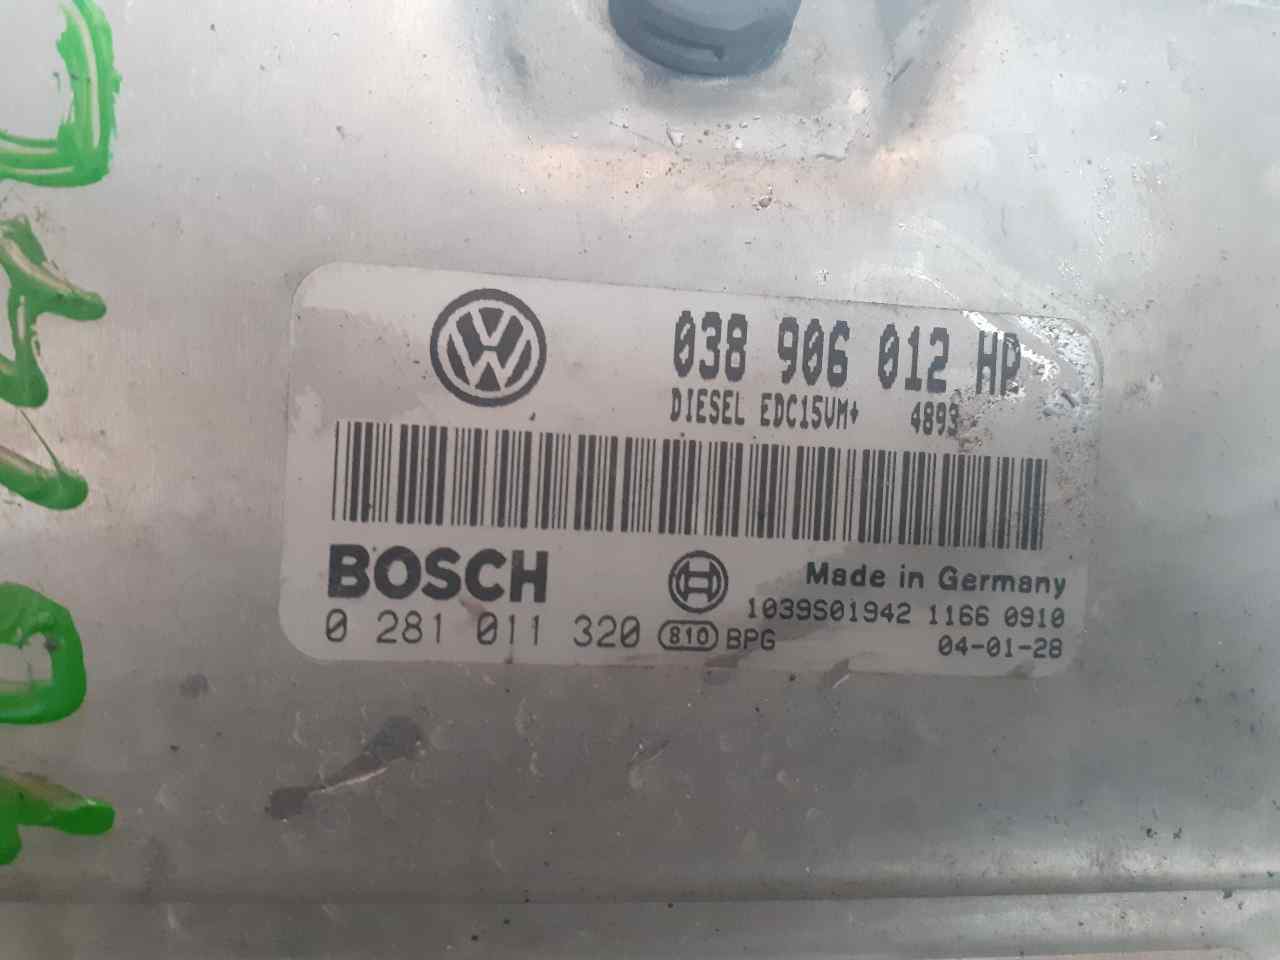 038 906 012 HP
DIESEL EDC15VM+ 4893
BOSCH
Made in Germany
1039S01942 1166 0910
0 281 011 320 810 BPG
04-01-28